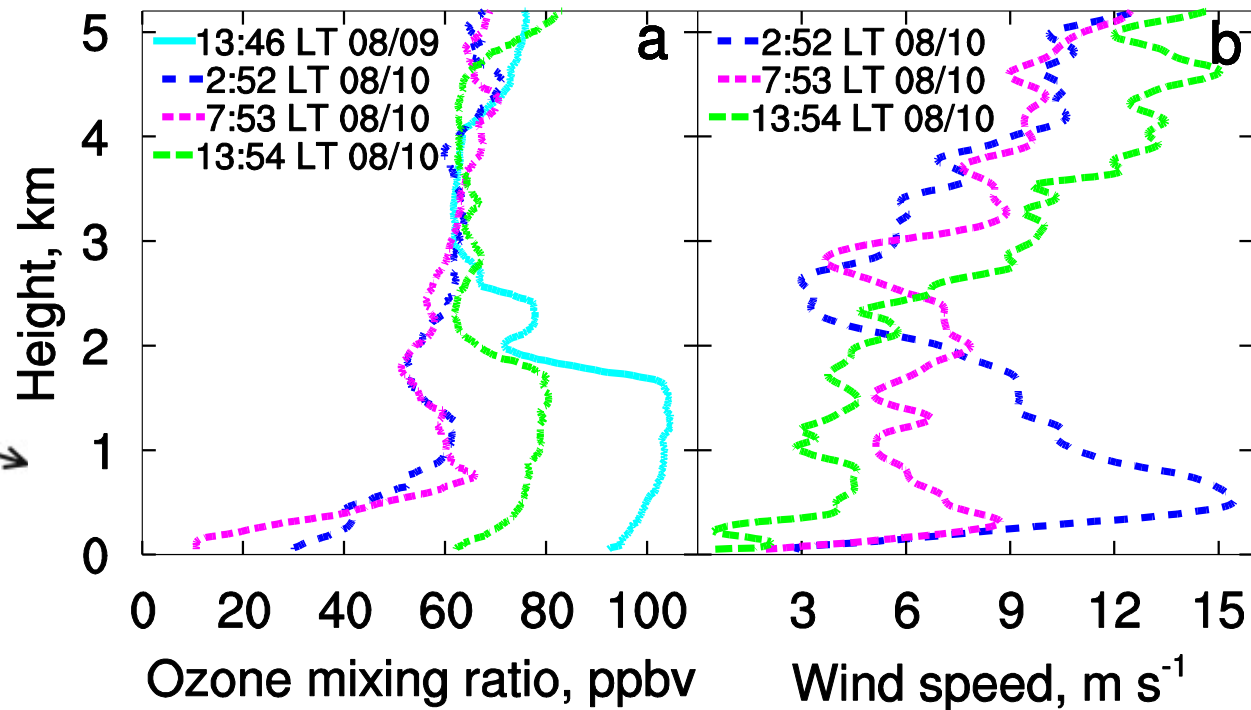 a
13:46 LT 08/09
2:52 LT 08/10
7:53 LT 08/10
13:54 LT 08/10
b
2:52 LT 08/10
7:53 LT 08/10
13:54 LT 08/10
Height, km
5
4
3
2
1
0
0 20 40 60 80 100
3 6 9 12 15
Ozone mixing ratio, ppbv
Wind speed, m s-1